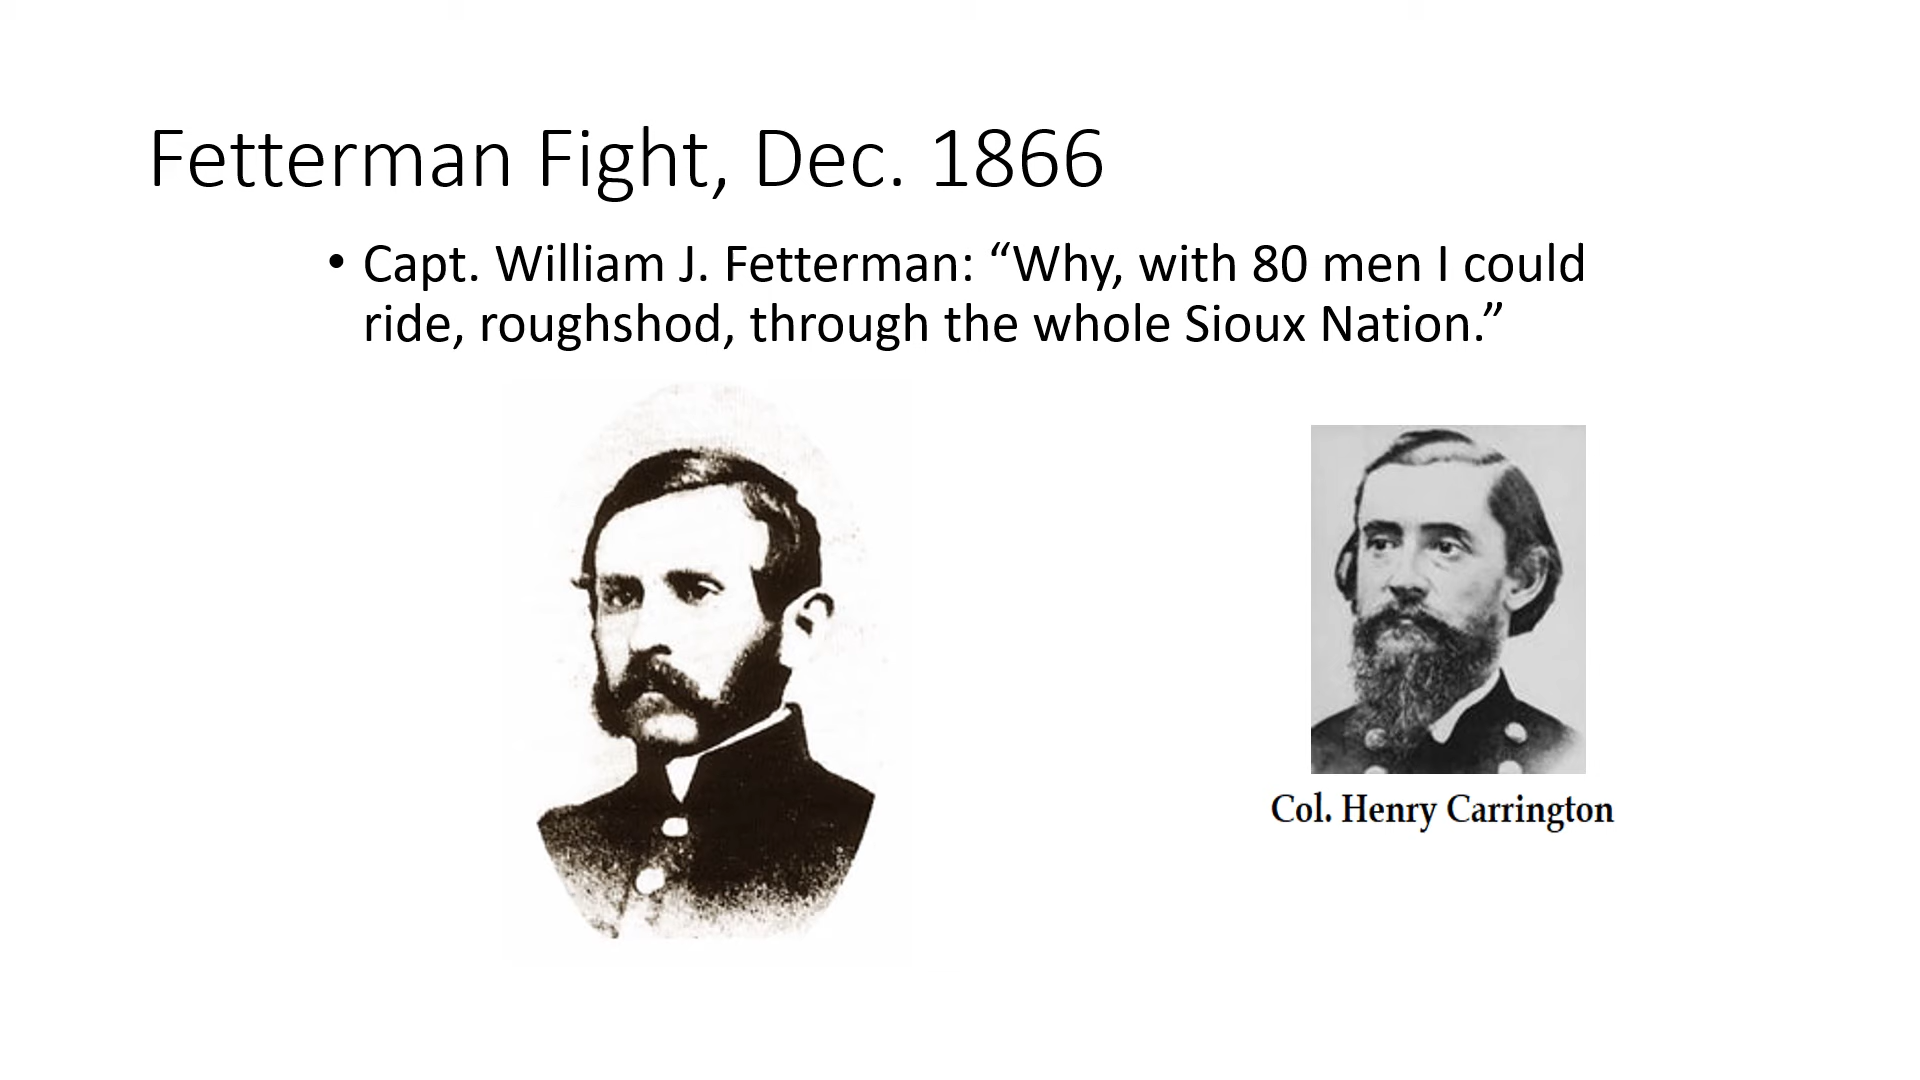 Fetterman Fight, Dec. 1866
• Capt. William J. Fetterman: “Why, with 80 men I could
ride, roughshod, through the whole Sioux Nation.”
Col. Henry Carrington